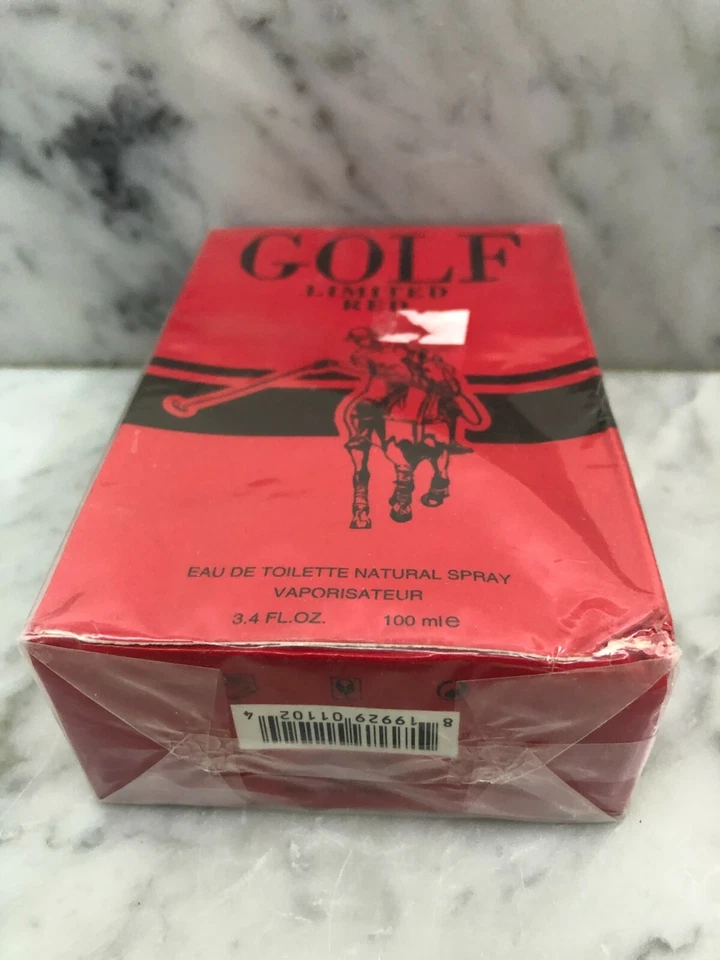 GOLF
LIMITED
RED
EAU DE TOILETTE NATURAL SPRAY
VAPORISATEUR
3.4 FL.OZ. 100 ml e
8 19929 01102 4